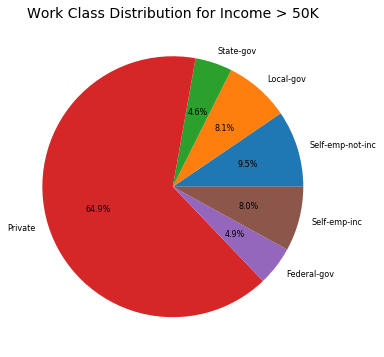 Work Class Distribution for Income > 50K
State-gov
Local-gov
4.6%
8.1%
Self-emp-not-inc
9.5%
64.9%
8.0%
Private
4.9%
Self-emp-inc
Federal-gov